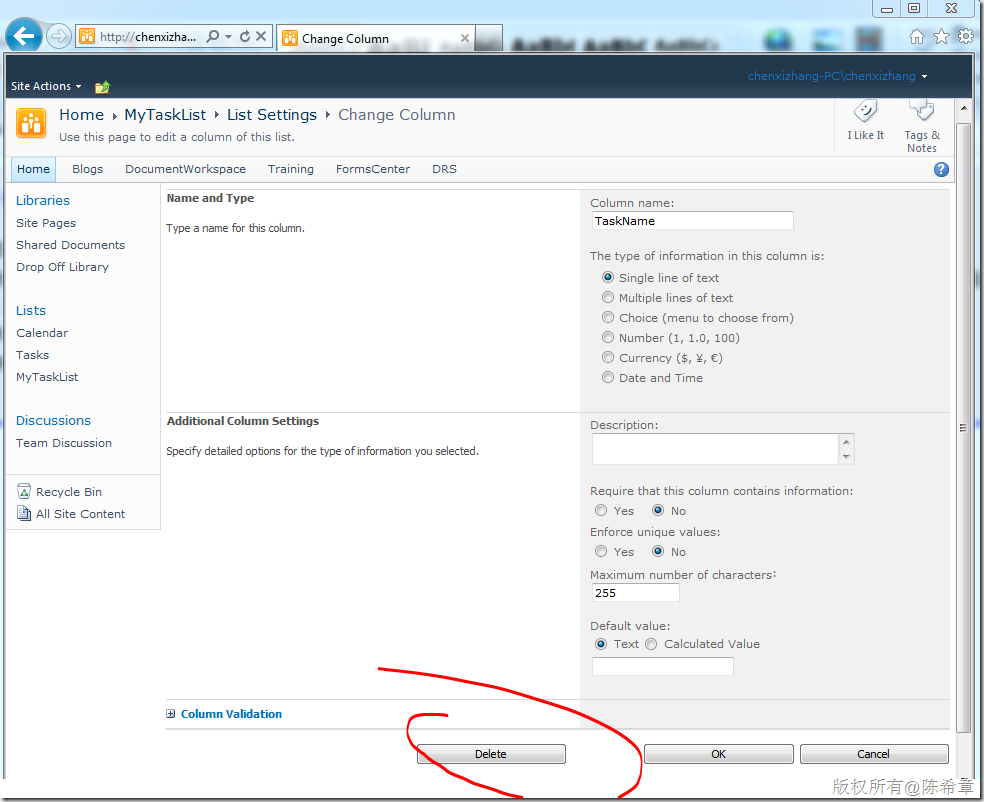 http://chenxizha...
Change Column
chenxizhang-PC\chenxizhang
Site Actions
Home MyTaskList List Settings Change Column
Use this page to edit a column of this list.
I Like It
Tags &
Notes
Home Blogs DocumentWorkspace Training FormsCenter DRS
Libraries
Site Pages
Shared Documents
Drop Off Library
Lists
Calendar
Tasks
MyTaskList
Discussions
Team Discussion
Recycle Bin
All Site Content
Name and Type
Type a name for this column.
Column name:
TaskName
The type of information in this column is:
Single line of text
Multiple lines of text
Choice (menu to choose from)
Number (1, 1.0, 100)
Currency ($, ¥, €)
Date and Time
Additional Column Settings
Specify detailed options for the type of information you selected.
Description:
Require that this column contains information:
Yes No
Enforce unique values:
Yes No
Maximum number of characters:
255
Default value:
Text Calculated Value
Column Validation
Delete OK Cancel
版权所有@陈希章